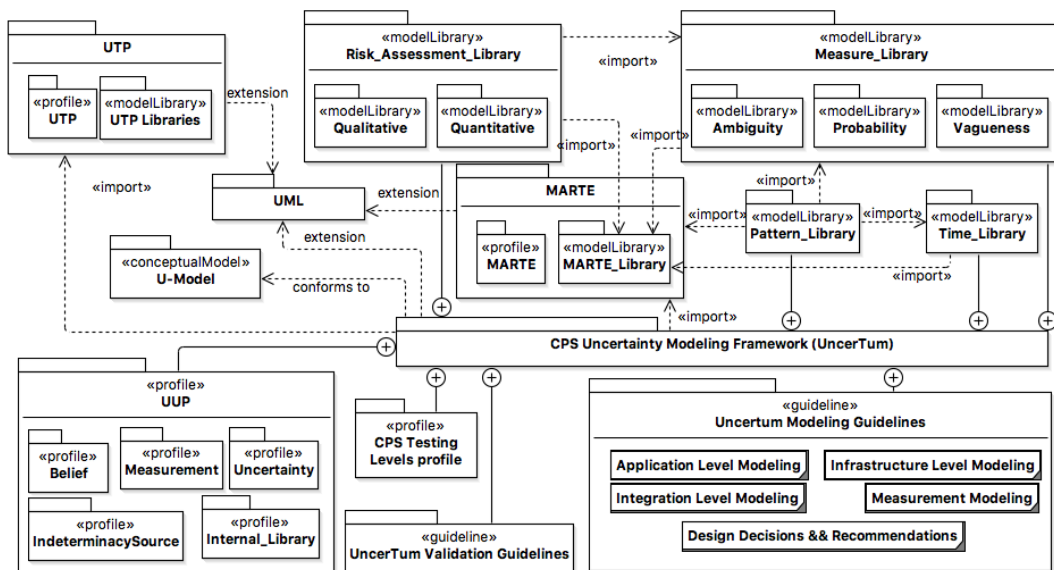 UTP
«profile»
UTP
«modelLibrary»
UTP Libraries
extension
«modelLibrary»
Risk_Assessment_Library
«modelLibrary»
Qualitative
«modelLibrary»
Quantitative
«import»
«modelLibrary»
Measure_Library
«modelLibrary»
Ambiguity
«modelLibrary»
Probability
«modelLibrary»
Vagueness
«import»
«import»
«import»
«import»
UML
extension
extension
MARTE
«profile»
MARTE
«modelLibrary»
MARTE_Library
«import»
«modelLibrary»
Pattern_Library
«import»
«modelLibrary»
Time_Library
«import»
«conceptualModel»
U-Model
conforms to
«import»
CPS Uncertainty Modeling Framework (UncerTum)
«profile»
UUP
«profile»
Belief
«profile»
Measurement
«profile»
Uncertainty
«profile»
IndeterminacySource
«profile»
Internal_Library
«profile»
CPS Testing
Levels profile
«guideline»
UncerTum Validation Guidelines
«guideline»
Uncertum Modeling Guidelines
Application Level Modeling
Infrastructure Level Modeling
Integration Level Modeling
Measurement Modeling
Design Decisions && Recommendations